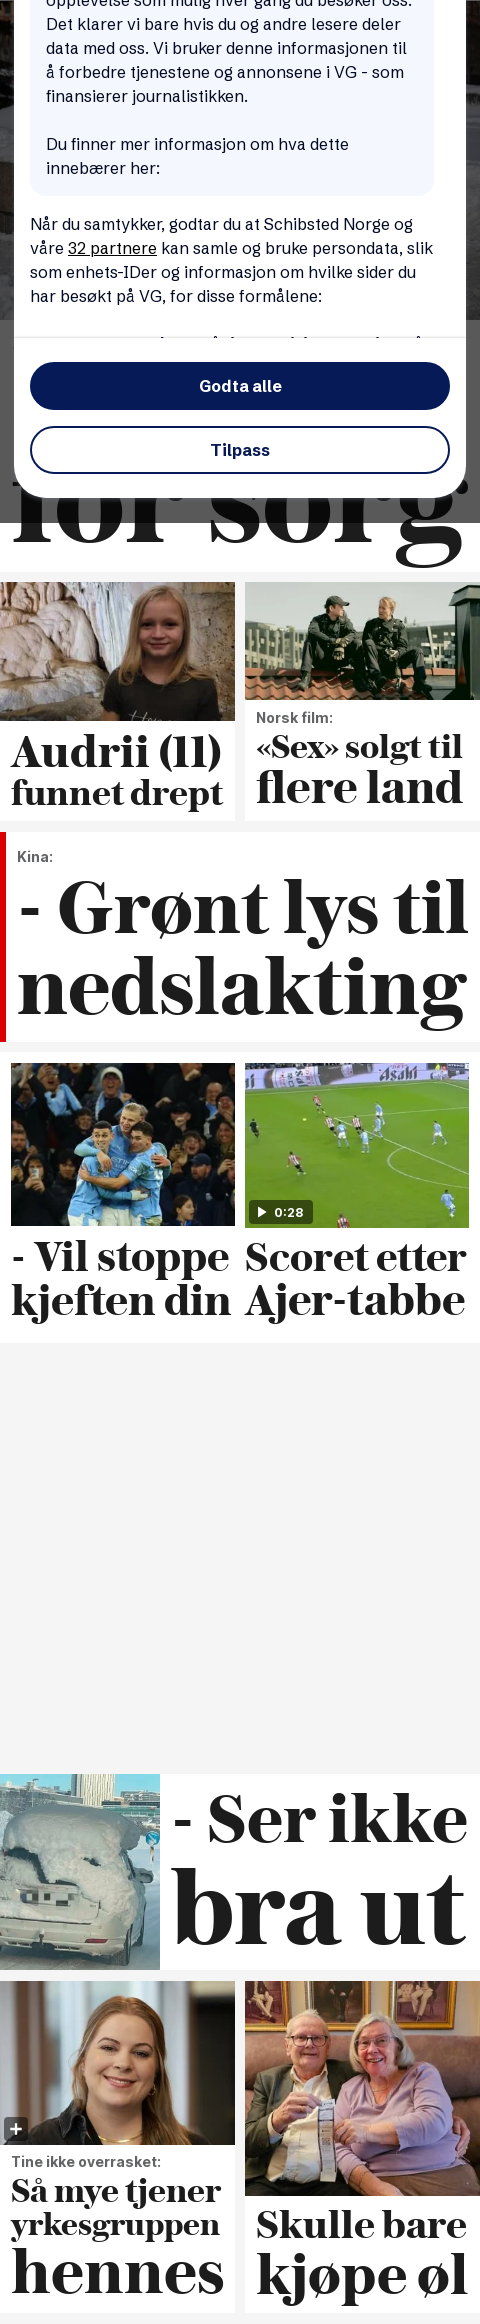 opplevelse som mulig hver gang du besøker oss.
Det klarer vi bare hvis du og andre lesere deler
data med oss. Vi bruker denne informasjonen til
å forbedre tjenestene og annonsene i VG - som
finansierer journalistikken.
Du finner mer informasjon om hva dette
innebærer her:
Når du samtykker, godtar du at Schibsted Norge og
våre 32 partnere kan samle og bruke persondata, slik
som enhets-IDer og informasjon om hvilke sider du
har besøkt på VG, for disse formålene:
Godta alle
Tilpass
for sorg
Audrii (11)
funnet drept
Norsk film:
«Sex» solgt til
flere land
Kina:
- Grønt lys til
nedslakting
Asahi
0:28
- Vil stoppe
kjeften din
Scoret etter
Ajer-tabbe
- Ser ikke
bra ut
Tine ikke overrasket:
Så mye tjener
yrkesgruppen
hennes
Skulle bare
kjøpe øl